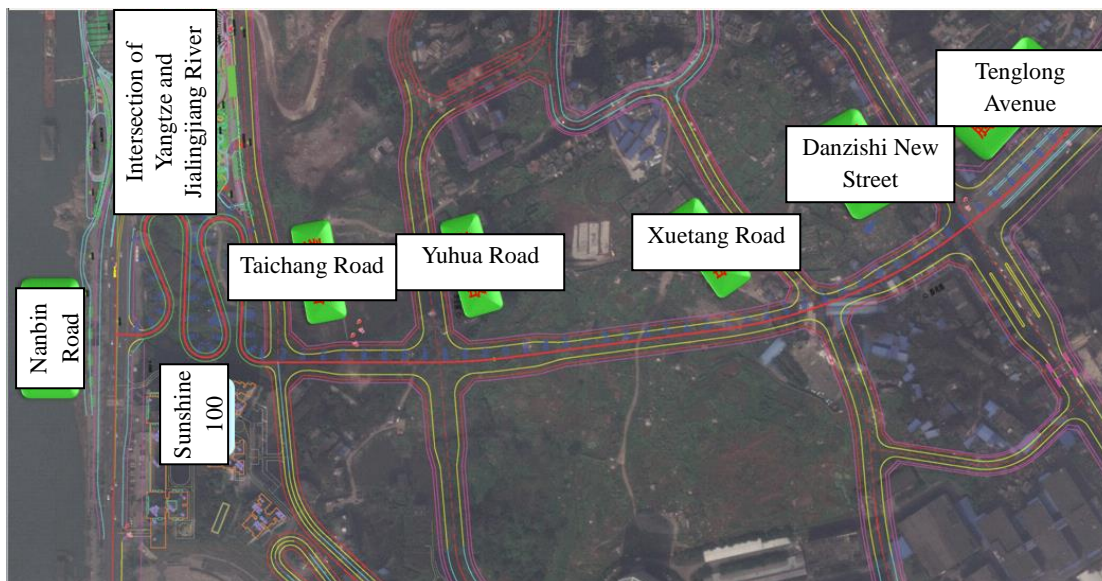 Intersection of
Yangtze and
Jialingjiang River
Tenglong
Avenue
Danzishi New
Street
Xuetang Road
Yuhua Road
Taichang Road
Nanbin
Road
Sunshine
100